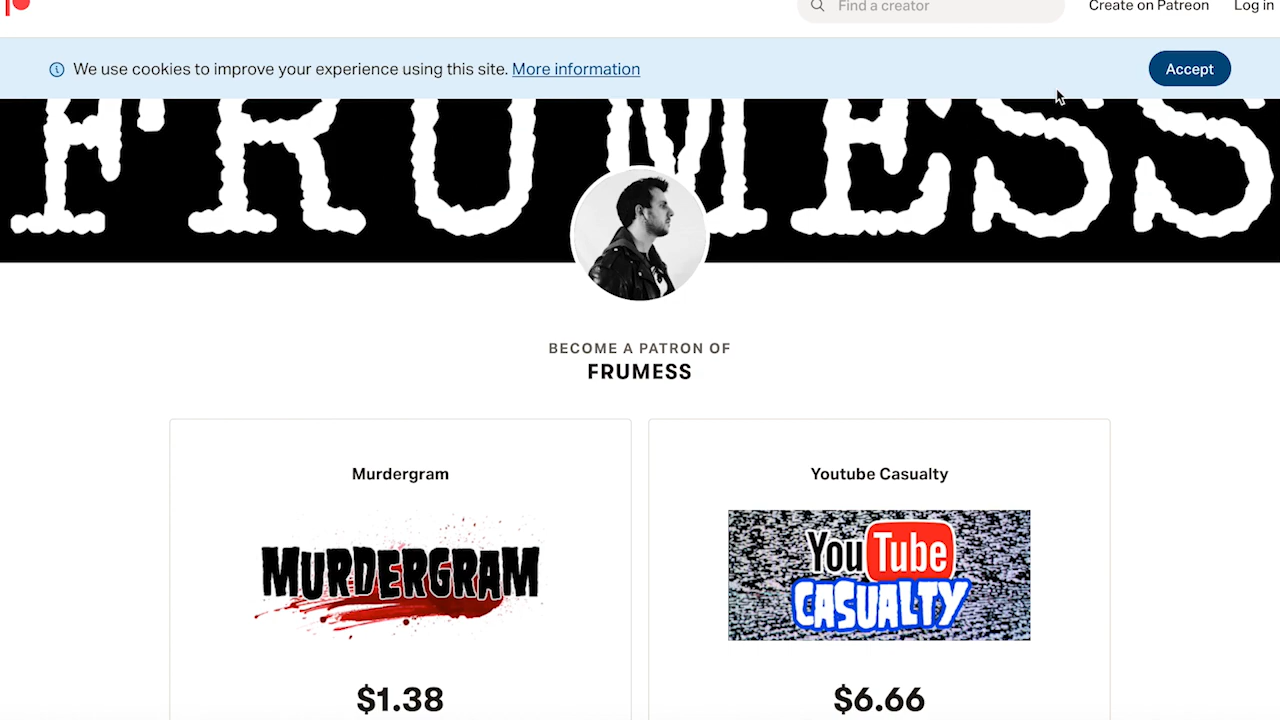 Find a creator
Create on Patreon
Log in
We use cookies to improve your experience using this site. More information
Accept
FRUMESS
BECOME A PATRON OF
FRUMESS
Murdergram
Youtube Casualty
MURDERGRAM
YouTube
CASUALTY
$1.38
$6.66